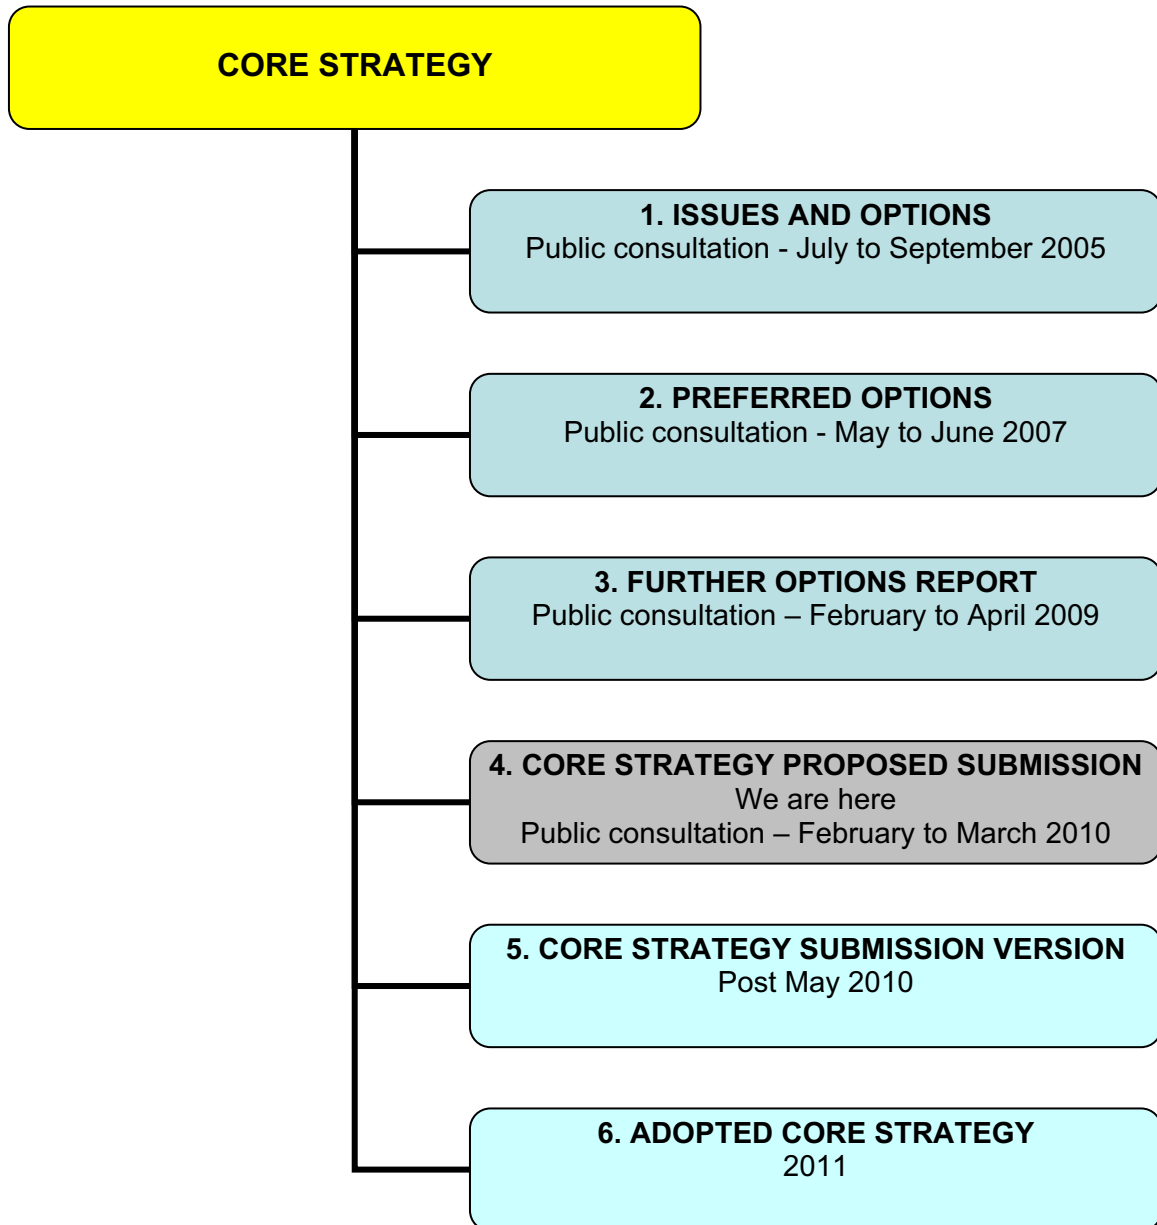 CORE STRATEGY
1. ISSUES AND OPTIONS
Public consultation - July to September 2005
2. PREFERRED OPTIONS
Public consultation - May to June 2007
3. FURTHER OPTIONS REPORT
Public consultation – February to April 2009
4. CORE STRATEGY PROPOSED SUBMISSION
We are here
Public consultation – February to March 2010
5. CORE STRATEGY SUBMISSION VERSION
Post May 2010
6. ADOPTED CORE STRATEGY
2011